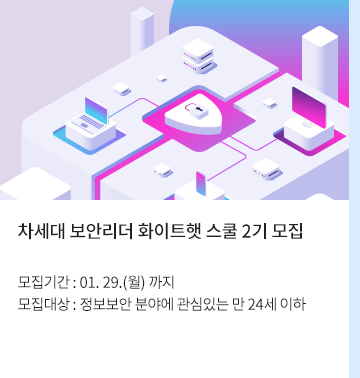 차세대 보안리더 화이트햇 스쿨 2기 모집
모집기간 : 01. 29.(월) 까지
모집대상 : 정보보안 분야에 관심있는 만 24세 이하